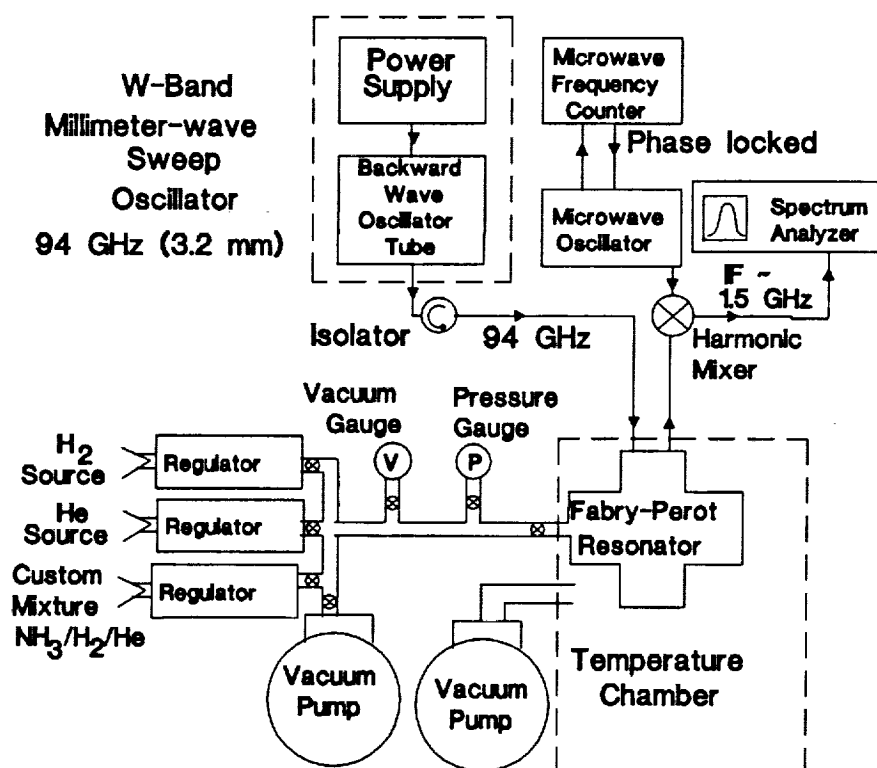 W-Band
Millimeter-wave
Sweep
Oscillator
94 GHz (3.2 mm)
Power
Supply
Backward
Wave
Oscillator
Tube
Microwave
Frequency
Counter
Phase locked
Microwave
Oscillator
Spectrum
Analyzer
IF ~
1.5 GHz
Harmonic
Mixer
Isolator
94 GHz
Vacuum
Gauge
V
Pressure
Gauge
P
H2
Source
Regulator
He
Source
Regulator
Custom
Mixture
NH3/H2/He
Regulator
Fabry-Perot
Resonator
Vacuum
Pump
Vacuum
Pump
Temperature
Chamber